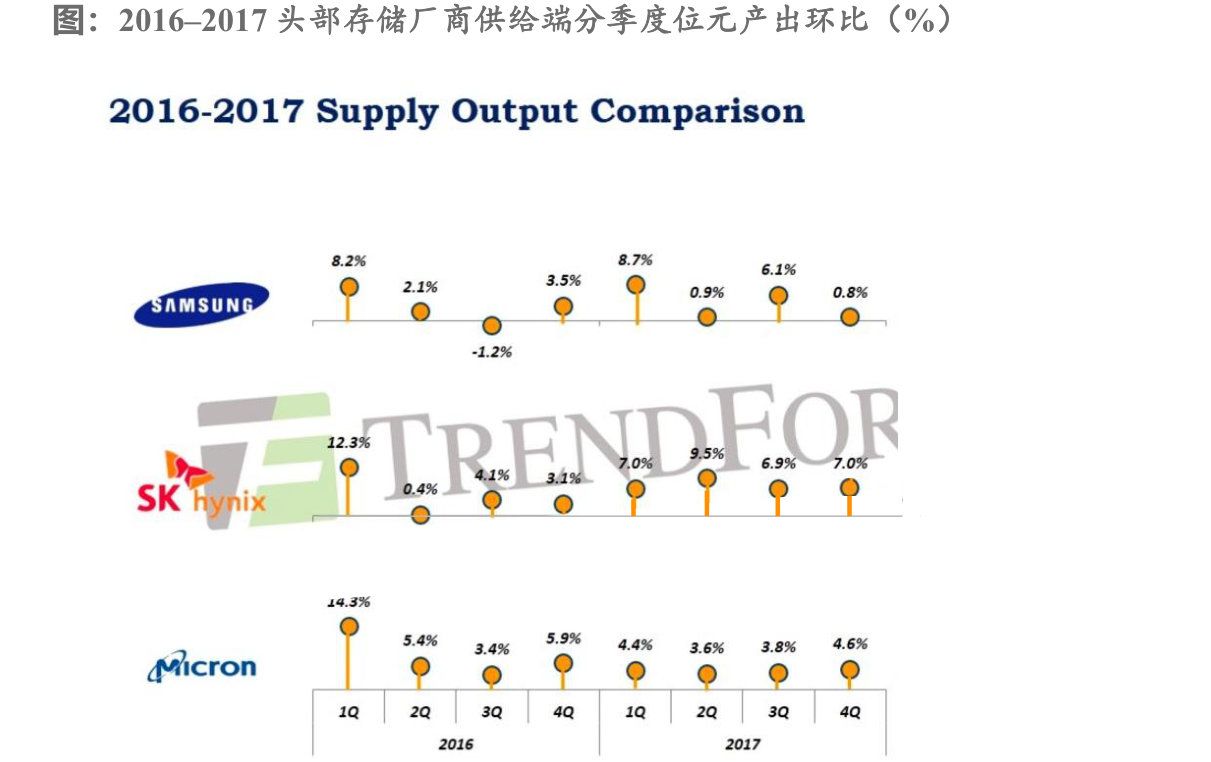 图：2016–2017 头部存储厂商供给端分季度位元产出环比（%）
2016-2017 Supply Output Comparison
8.2% 2.1% -1.2% 3.5% 8.7% 0.9% 6.1% 0.8%
SAMSUNG
TRENDFOR
12.3% 0.4% 4.1% 3.1% 7.0% 9.5% 6.9% 7.0%
SK hynix
14.3% 5.4% 3.4% 5.9% 4.4% 3.6% 3.8% 4.6%
Micron
1Q 2Q 3Q 4Q 1Q 2Q 3Q 4Q
2016 2017